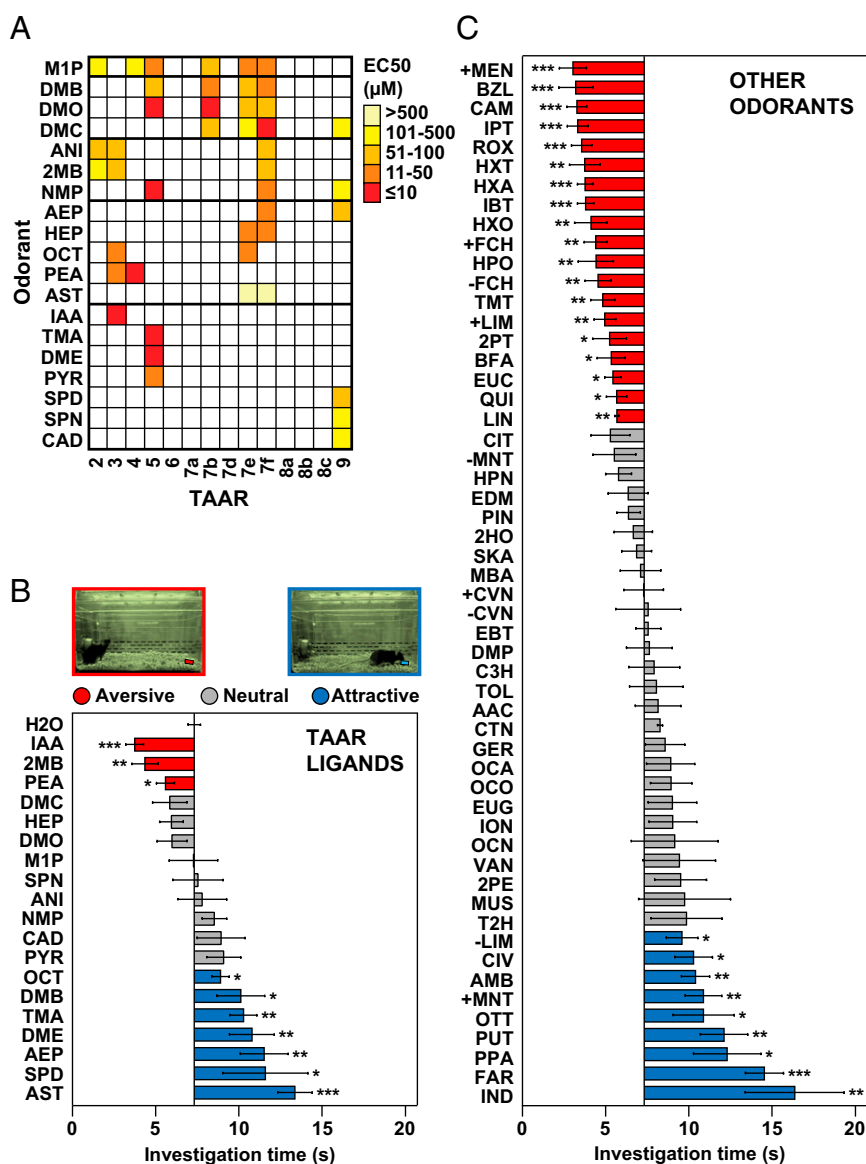 A
M1P
DMB
DMO
DMC
ANI
2MB
NMP
AEP
HEP
OCT
PEA
AST
IAA
TMA
DME
PYR
SPD
SPN
CAD
Odorant
2 3 4 5 6 7a 7b 7d 7e 7f 8a 8b 8c 9
TAAR
EC50
(µM)
>500
101-500
51-100
11-50
≤10
B
Aversive Neutral Attractive
TAAR
LIGANDS
H2O
IAA ***
2MB **
PEA *
DMC
HEP
DMO
M1P
SPN
ANI
NMP
CAD
PYR
OCT *
DMB *
TMA **
DME **
AEP **
SPD *
AST ***
0 5 10 15 20
Investigation time (s)
C
OTHER
ODORANTS
+MEN ***
BZL ***
CAM ***
IPT ***
ROX ***
HXT **
HXA ***
IBT ***
HXO **
+FCH **
HPO **
-FCH **
TMT **
+LIM **
2PT *
BFA *
EUC *
QUI *
LIN **
CIT
-MNT
HPN
EDM
PIN
2HO
SKA
MBA
+CVN
-CVN
EBT
DMP
C3H
TOL
AAC
CTN
GER
OCA
OCO
EUG
ION
OCN
VAN
2PE
MUS
T2H
-LIM *
CIV *
AMB **
+MNT **
OTT *
PUT **
PPA *
FAR ***
IND **
0 5 10 15 20
Investigation time (s)